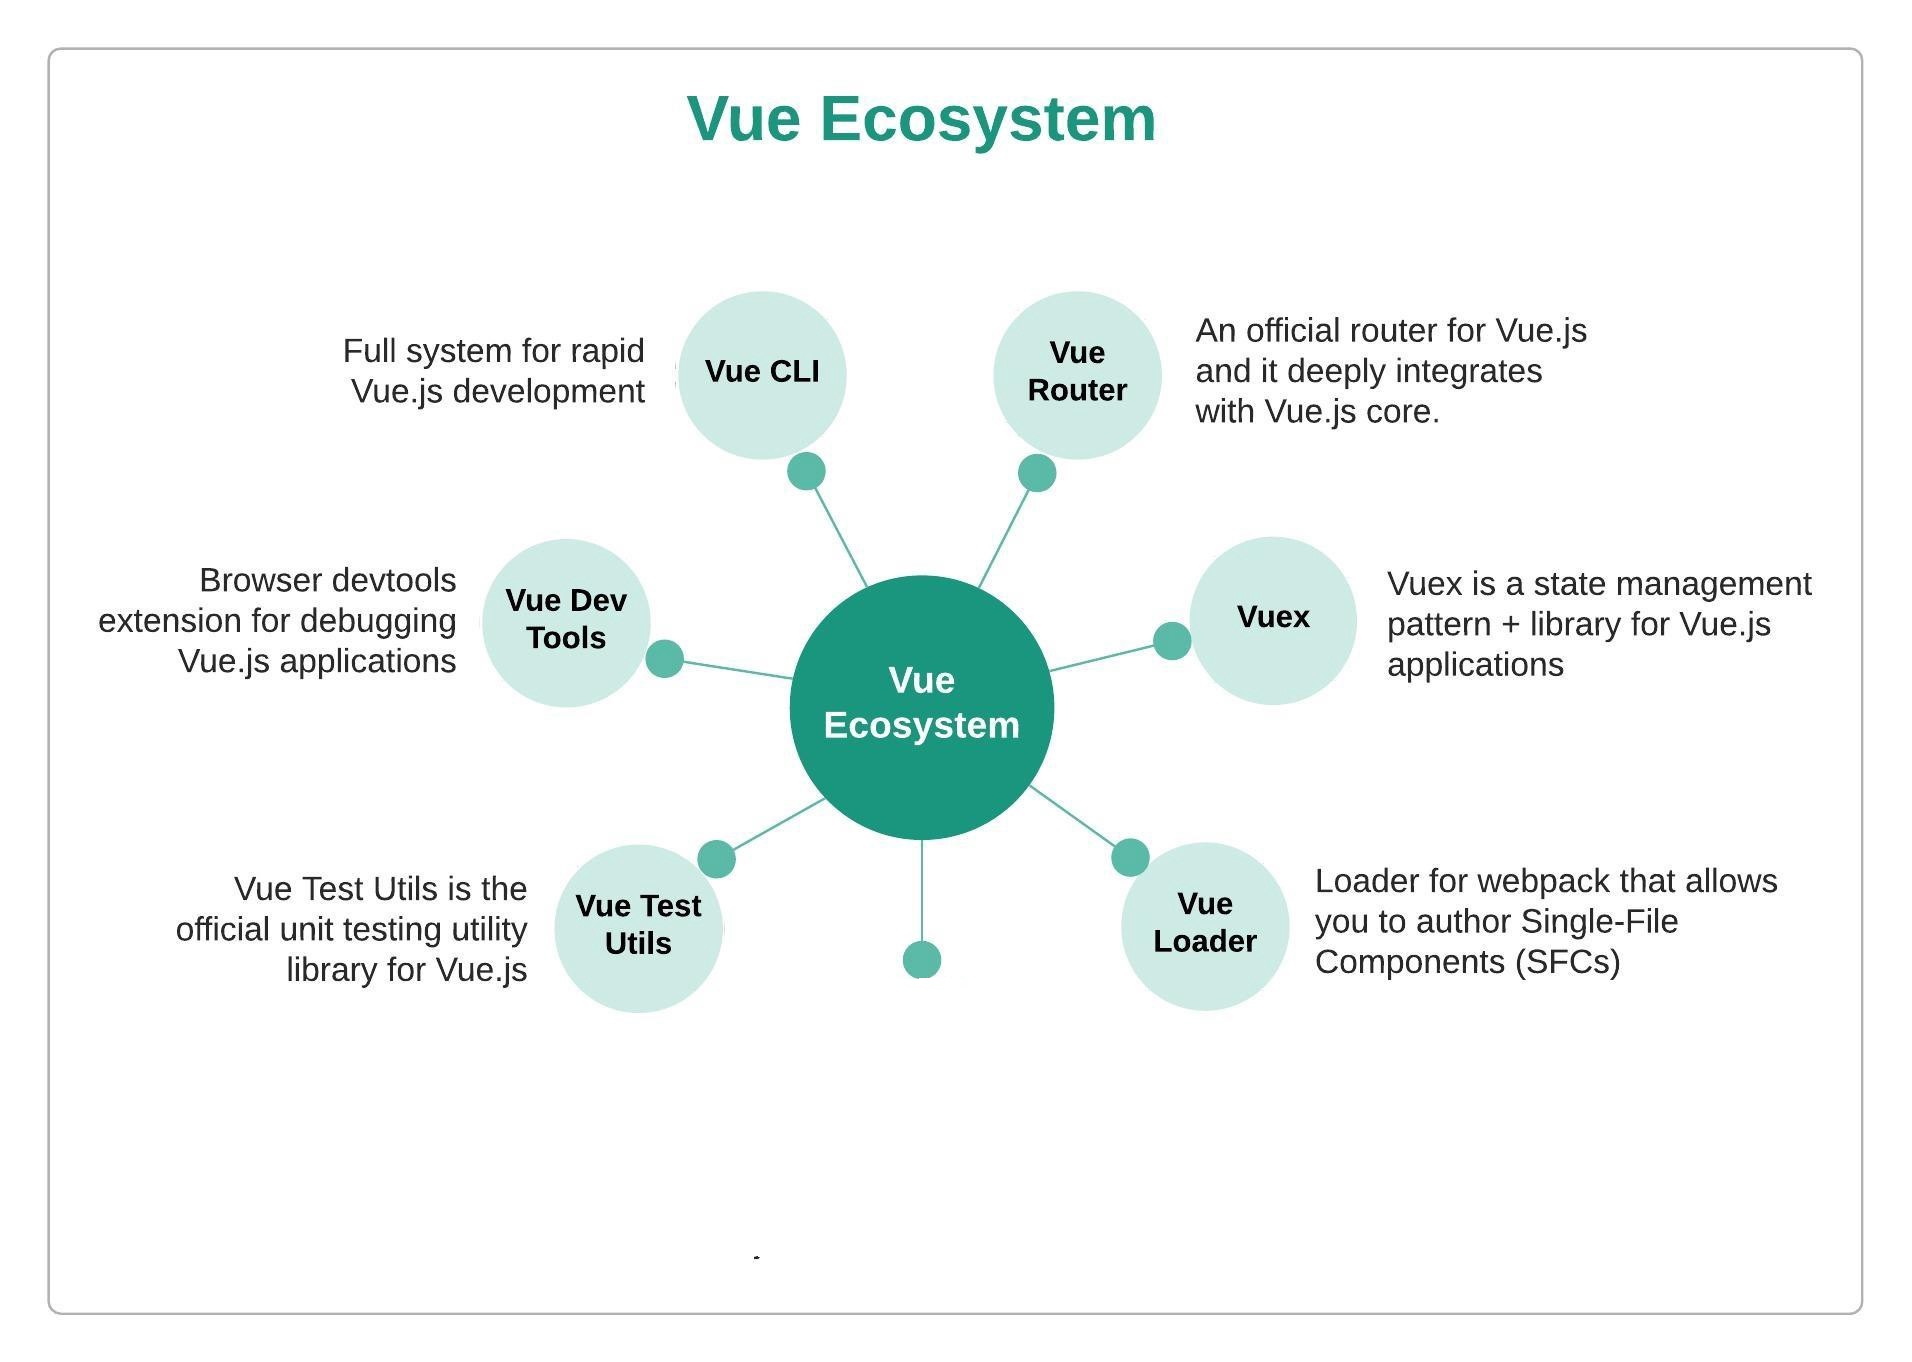 Vue Ecosystem
Full system for rapid
Vue.js development
Vue CLI
Vue
Router
An official router for Vue.js
and it deeply integrates
with Vue.js core.
Browser devtools
extension for debugging
Vue.js applications
Vue Dev
Tools
Vue
Ecosystem
Vuex
Vuex is a state management
pattern + library for Vue.js
applications
Vue Test Utils is the
official unit testing utility
library for Vue.js
Vue Test
Utils
Vue
Loader
Loader for webpack that allows
you to author Single-File
Components (SFCs)